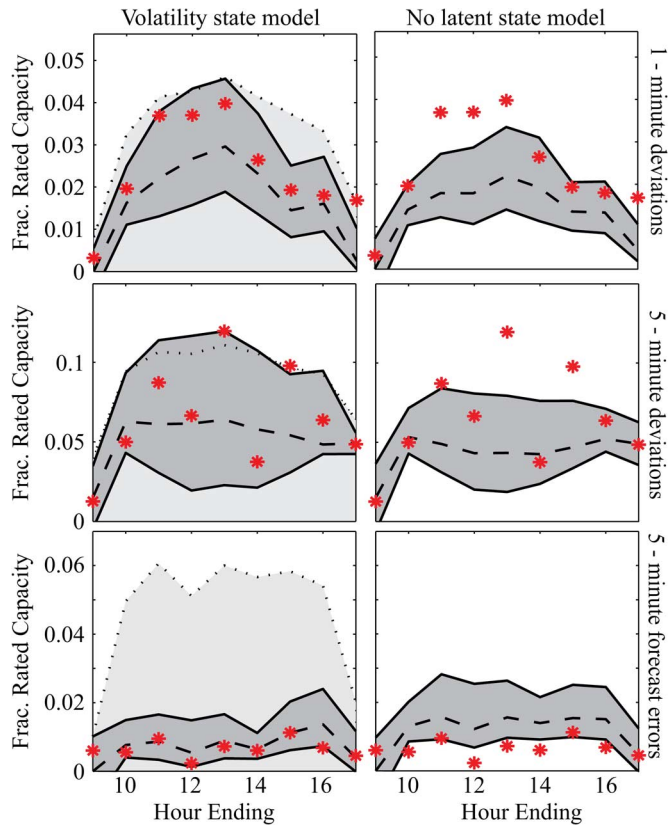 Volatility state model
No latent state model
Frac. Rated Capacity
0.05
0.04
0.03
0.02
0.01
0
1 - minute deviations
Frac. Rated Capacity
0.1
0.05
0
5 - minute deviations
Frac. Rated Capacity
0.06
0.04
0.02
0
5 - minute forecast errors
10 12 14 16
10 12 14 16
Hour Ending
Hour Ending